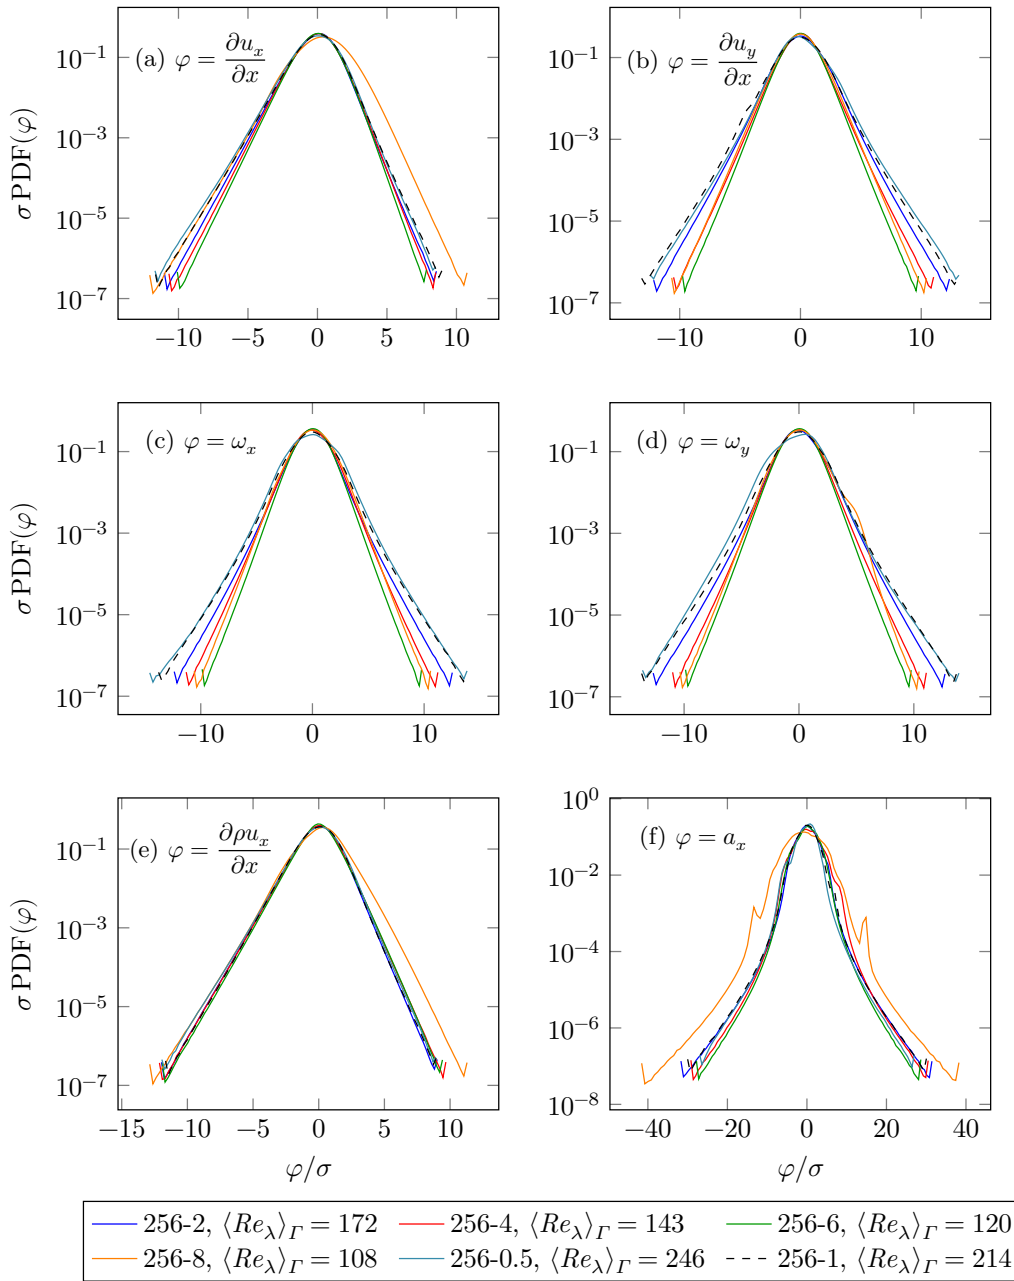 (a) φ = ∂u_x/∂x
(b) φ = ∂u_y/∂x
σ PDF(φ)
10^−1
10^−3
10^−5
10^−7
−10 −5 0 5 10
10^−1
10^−3
10^−5
10^−7
−10 0 10
(c) φ = ω_x
(d) φ = ω_y
σ PDF(φ)
10^−1
10^−3
10^−5
10^−7
−10 0 10
10^−1
10^−3
10^−5
10^−7
−10 0 10
(e) φ = ∂ρu_x/∂x
(f) φ = a_x
σ PDF(φ)
10^−1
10^−3
10^−5
10^−7
−15 −10 −5 0 5 10
φ/σ
10^0
10^−2
10^−4
10^−6
10^−8
−40 −20 0 20 40
φ/σ
256-2, ⟨Re_λ⟩_Γ = 172 256-4, ⟨Re_λ⟩_Γ = 143 256-6, ⟨Re_λ⟩_Γ = 120
256-8, ⟨Re_λ⟩_Γ = 108 256-0.5, ⟨Re_λ⟩_Γ = 246 256-1, ⟨Re_λ⟩_Γ = 214